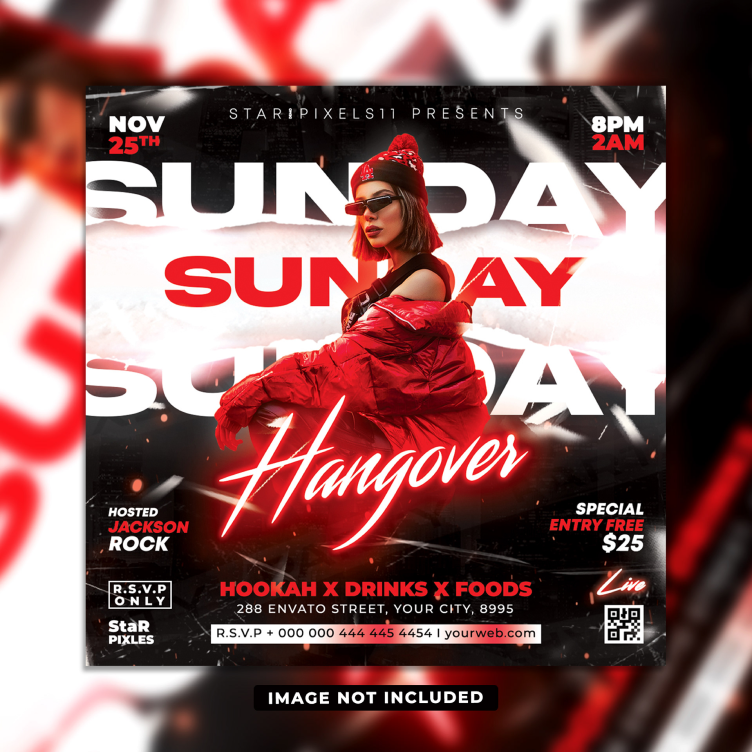 STAR PIXELS11 PRESENTS
NOV
25TH
8PM
2AM
SUNDAY
SUNDAY
SUNDAY
Hangover
HOSTED
JACKSON
ROCK
SPECIAL
ENTRY FREE
$25
R.S.V.P
ONLY
StaR
PIXLES
HOOKAH X DRINKS X FOODS
288 ENVATO STREET, YOUR CITY, 8995
R.S.V.P + 000 000 444 445 4454 I yourweb.com
Live
IMAGE NOT INCLUDED